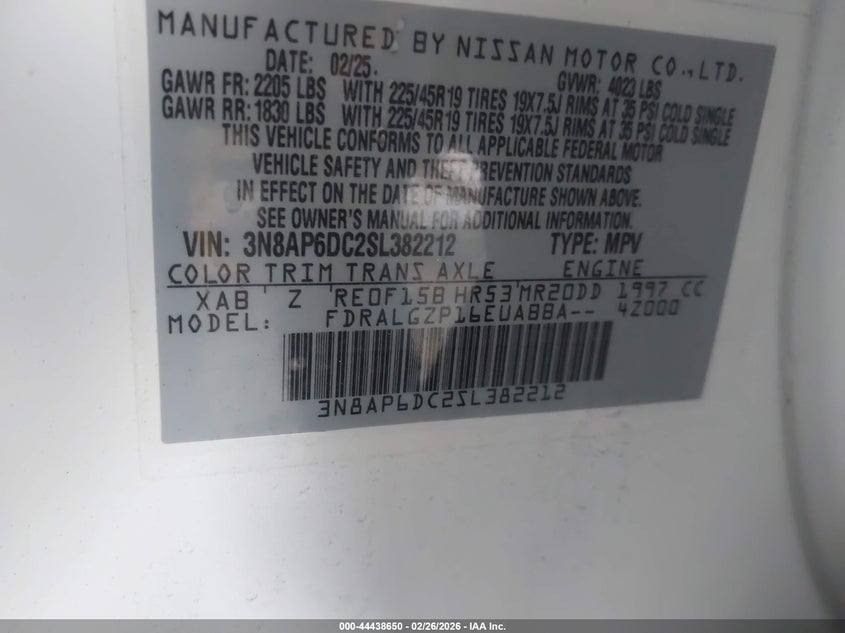 MANUFACTURED BY NISSAN MOTOR CO.,LTD.
DATE: 02/25. GVWR: 4023 LBS
GAWR FR: 2205 LBS WITH 225/45R19 TIRES 19X7.5J RIMS AT 35 PSI COLD SINGLE
GAWR RR: 1830 LBS WITH 225/45R19 TIRES 19X7.5J RIMS AT 35 PSI COLD SINGLE
THIS VEHICLE CONFORMS TO ALL APPLICABLE FEDERAL MOTOR
VEHICLE SAFETY AND THEFT PREVENTION STANDARDS
IN EFFECT ON THE DATE OF MANUFACTURE SHOWN ABOVE.
SEE OWNER'S MANUAL FOR ADDITIONAL INFORMATION.
VIN: 3N8AP6DC2SL382212 TYPE: MPV
COLOR TRIM TRANS AXLE ENGINE
XAB Z RE0F15B HR53 MR20DD 1997 CC
MODEL: FDRALGZP16EUABBA-- 4Z000
3N8AP6DC2SL382212
000-44438650 - 02/26/2026 - IAA Inc.